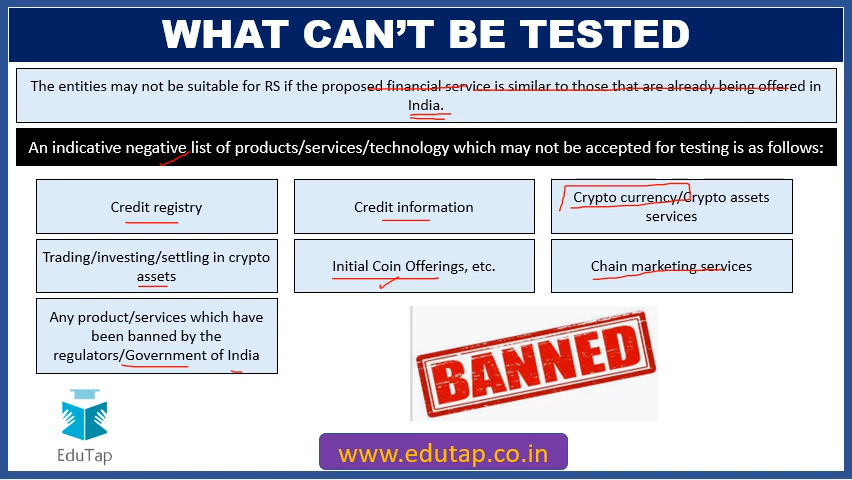 WHAT CAN'T BE TESTED
The entities may not be suitable for RS if the proposed financial service is similar to those that are already being offered in
India.
An indicative negative list of products/services/technology which may not be accepted for testing is as follows:
Credit registry
Credit information
Crypto currency/Crypto assets
services
Trading/investing/settling in crypto
assets
Initial Coin Offerings, etc.
Chain marketing services
Any product/services which have
been banned by the
regulators/Government of India
BANNED
EduTap
www.edutap.co.in